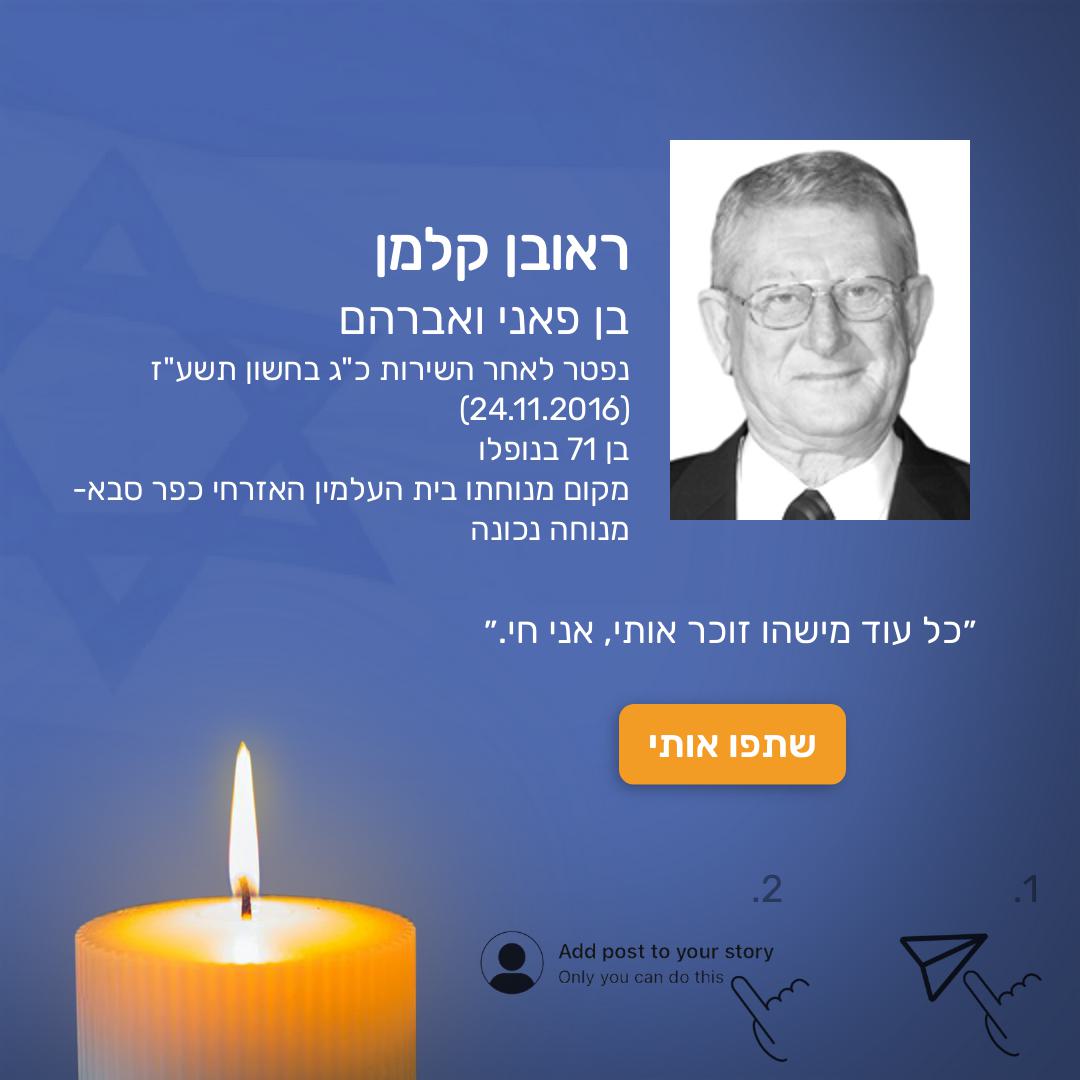 ראובן קלמן
בן פאני ואברהם
נפטר לאחר השירות כ"ג בחשון תשע"ז
(24.11.2016)
בן 71 בנופלו
מקום מנוחתו בית העלמין האזרחי כפר סבא-
מנוחה נכונה
״כל עוד מישהו זוכר אותי, אני חי.״
שתפו אותי
.1
.2
Add post to your story
Only you can do this